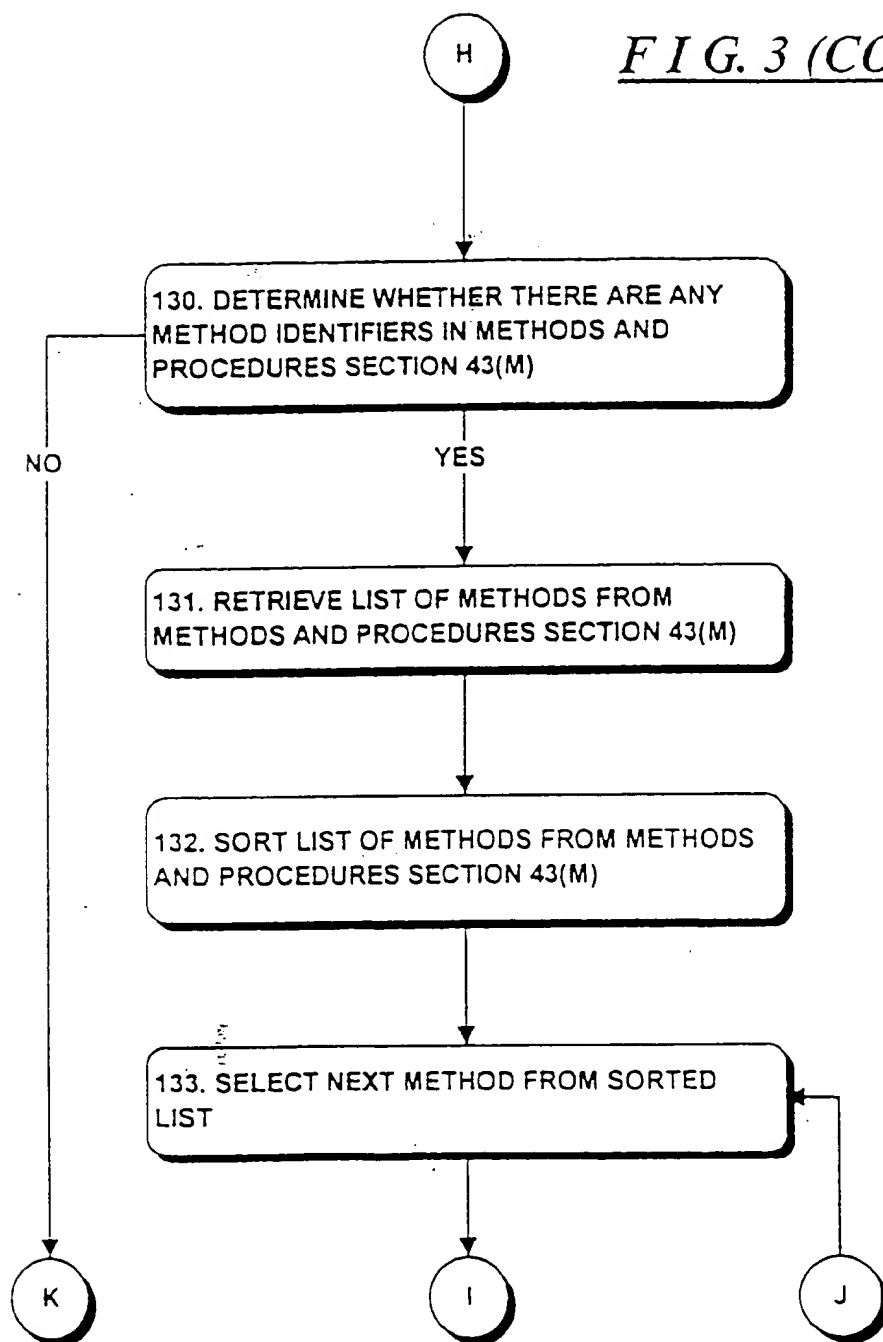 H
F I G. 3 (CO
130. DETERMINE WHETHER THERE ARE ANY
METHOD IDENTIFIERS IN METHODS AND
PROCEDURES SECTION 43(M)
NO
YES
131. RETRIEVE LIST OF METHODS FROM
METHODS AND PROCEDURES SECTION 43(M)
132. SORT LIST OF METHODS FROM METHODS
AND PROCEDURES SECTION 43(M)
133. SELECT NEXT METHOD FROM SORTED
LIST
K
I
J